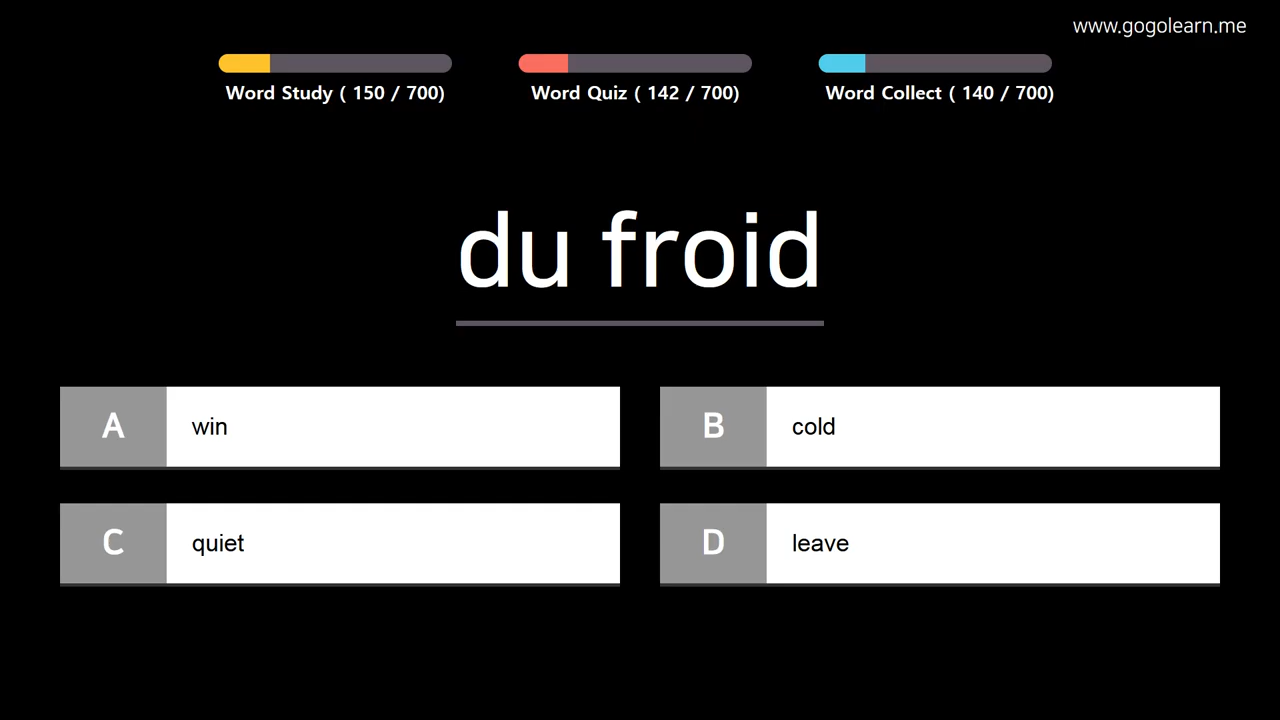 www.gogolearn.me
Word Study ( 150 / 700)
Word Quiz ( 142 / 700)
Word Collect ( 140 / 700)
du froid
A win
B cold
C quiet
D leave